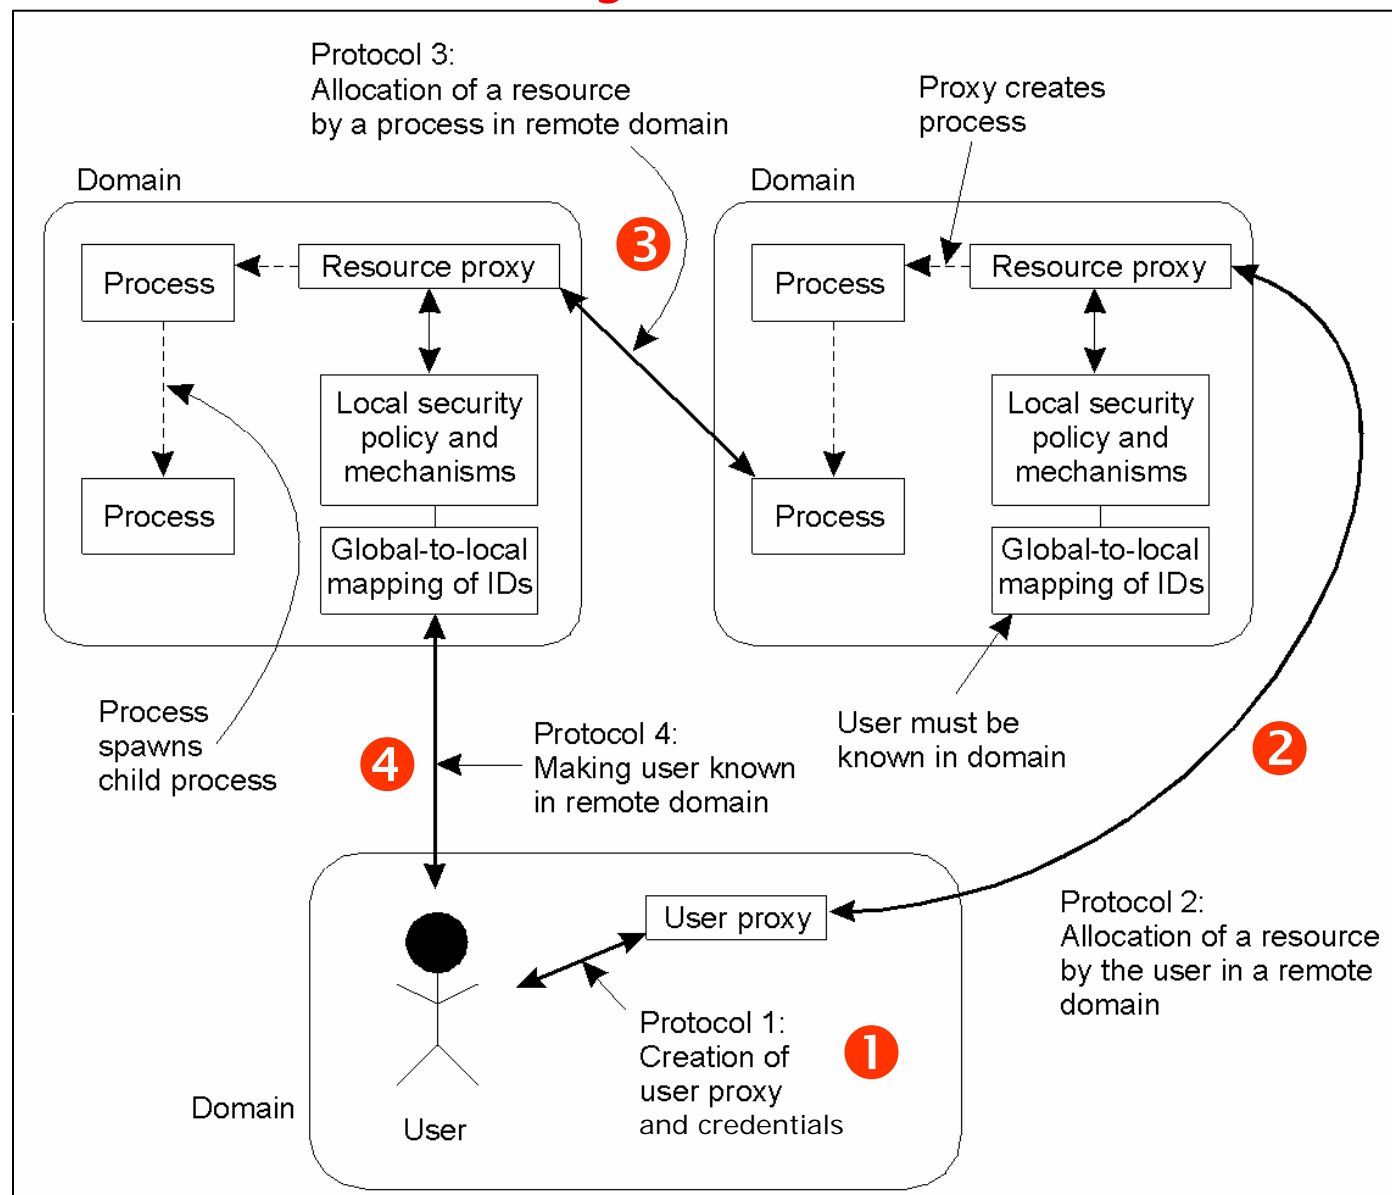 Protocol 3:
Allocation of a resource
by a process in remote domain
Proxy creates
process
Domain
Domain
3
Process
Resource proxy
Process
Resource proxy
Local security
policy and
mechanisms
Local security
policy and
mechanisms
Process
Process
Global-to-local
mapping of IDs
Global-to-local
mapping of IDs
Process
spawns
child process
4
Protocol 4:
Making user known
in remote domain
User must be
known in domain
2
User proxy
Protocol 2:
Allocation of a resource
by the user in a remote
domain
Protocol 1:
Creation of
user proxy
and credentials
1
Domain
User